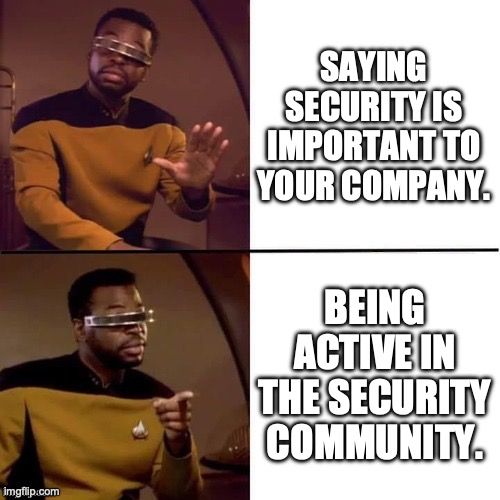 SAYING
SECURITY IS
IMPORTANT TO
YOUR COMPANY.
BEING
ACTIVE IN
THE SECURITY
COMMUNITY.
imgflip.com